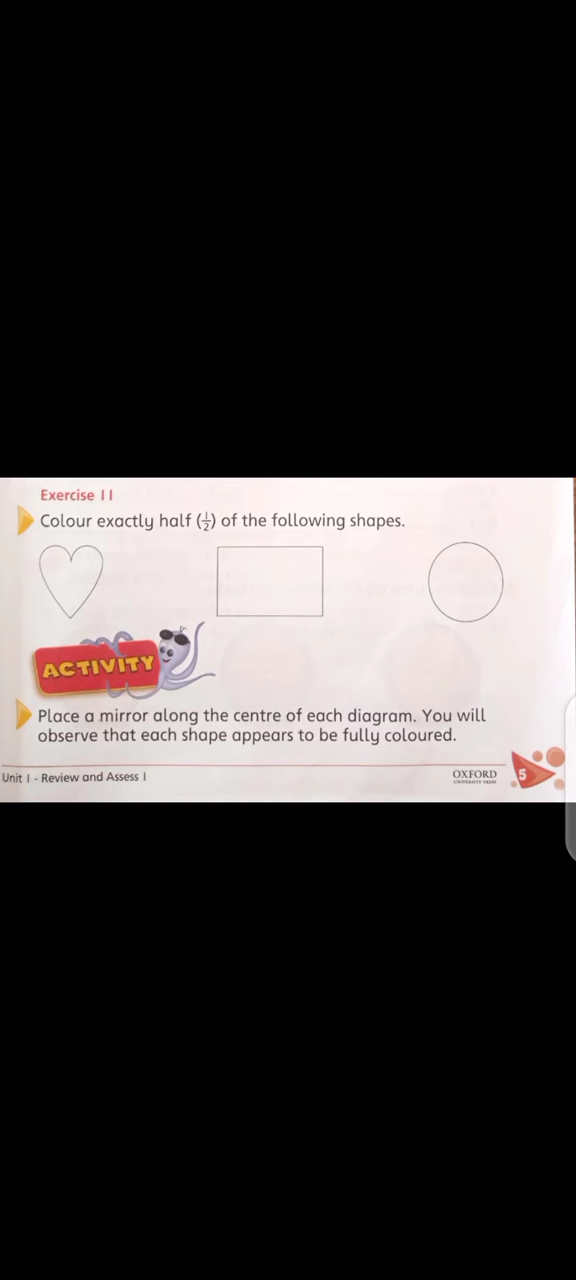 Exercise 11
Colour exactly half (1/2) of the following shapes.
ACTIVITY
Place a mirror along the centre of each diagram. You will
observe that each shape appears to be fully coloured.
Unit 1 - Review and Assess 1
OXFORD
UNIVERSITY PRESS
5